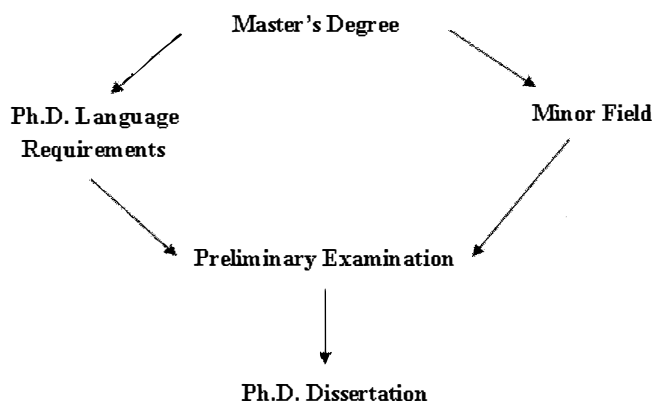 Master's Degree
Ph.D. Language
Requirements
Minor Field
Preliminary Examination
Ph.D. Dissertation